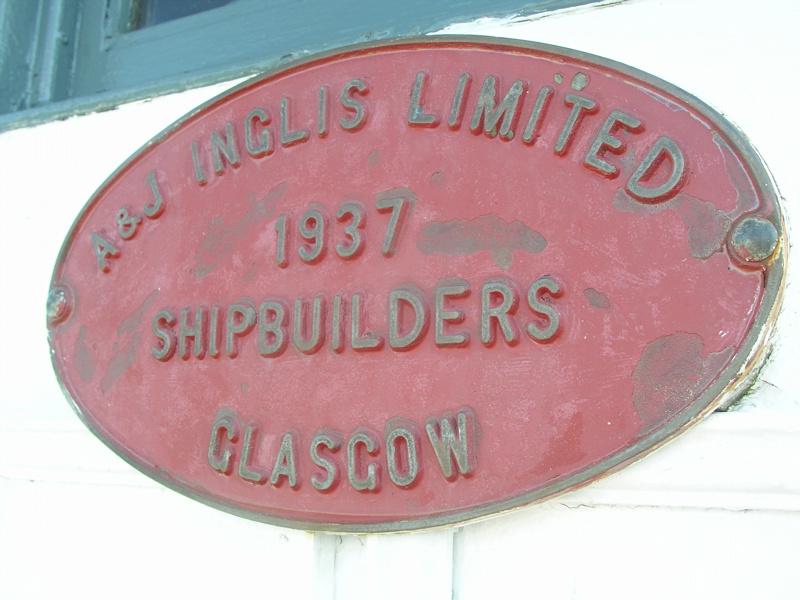 A&J INGLIS LIMITED
1937
SHIPBUILDERS
GLASGOW